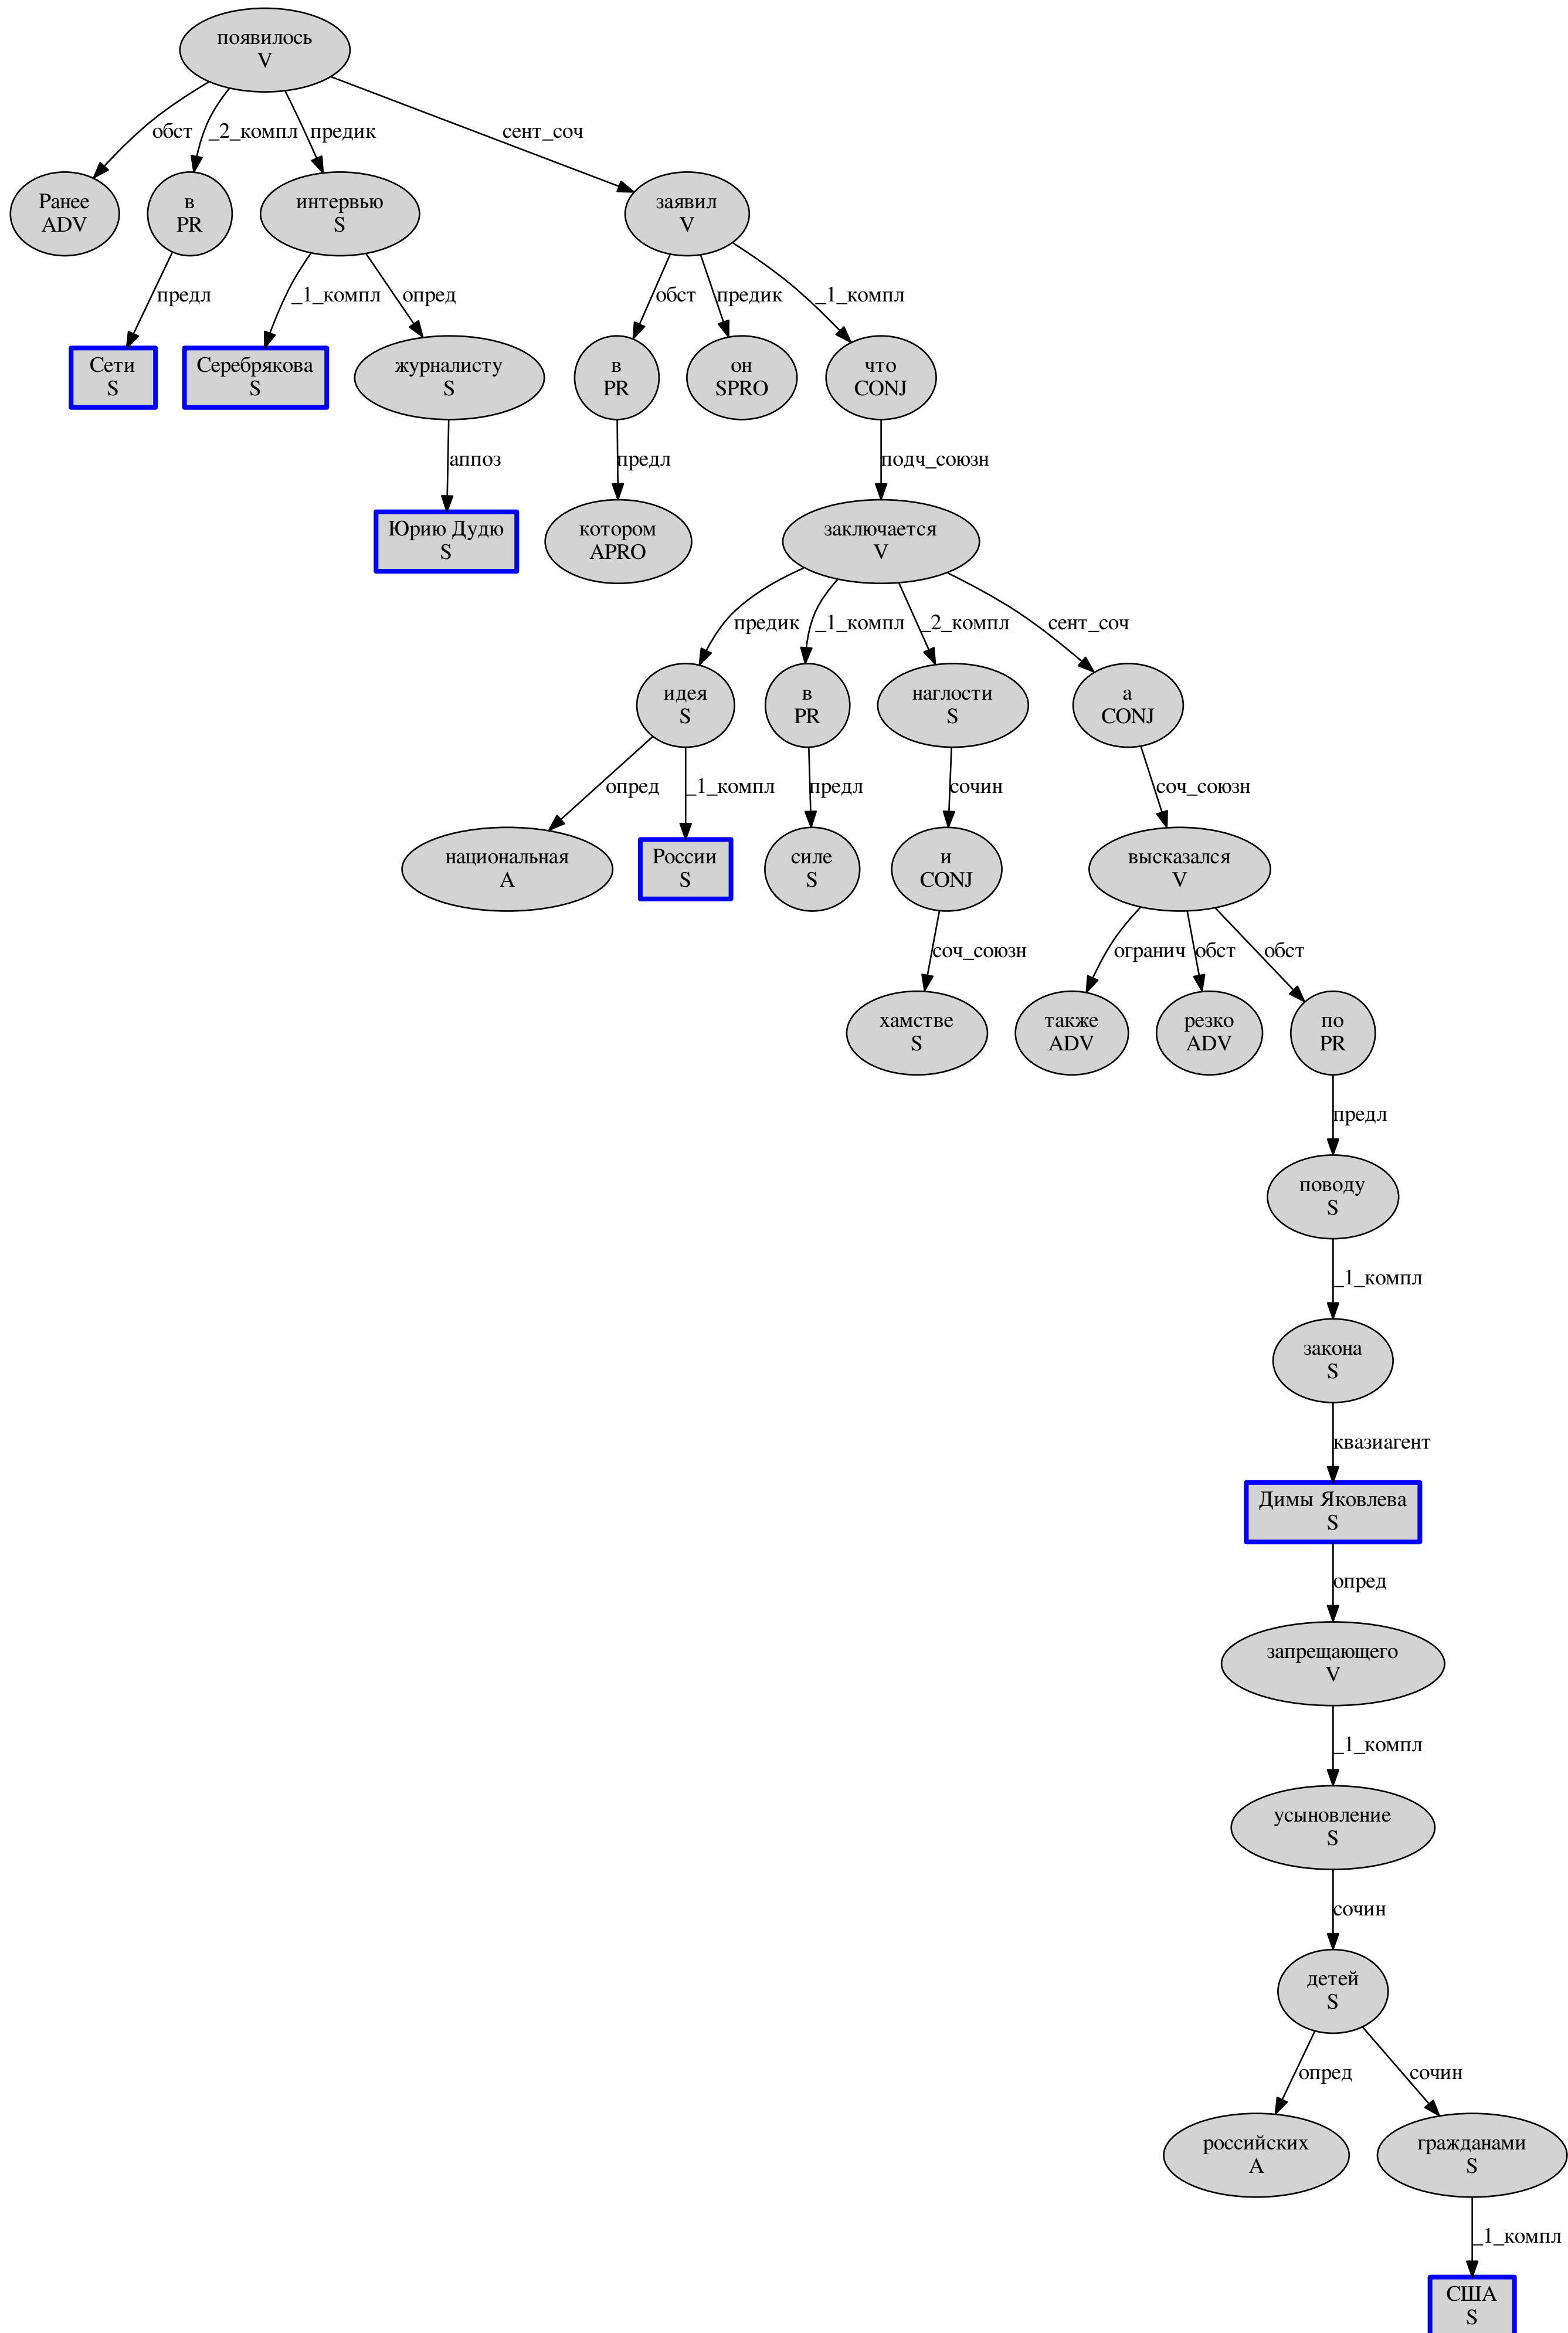 появилось
V
обст
_2_компл
предик
сент_соч
Ранее
ADV
в
PR
интервью
S
заявил
V
предл
_1_компл
опред
обст
предик
_1_компл
Сети
S
Серебрякова
S
журналисту
S
в
PR
он
SPRO
что
CONJ
аппоз
предл
подч_союзн
Юрию Дудю
S
котором
APRO
заключается
V
предик
_1_компл
_2_компл
сент_соч
идея
S
в
PR
наглости
S
а
CONJ
опред
_1_компл
предл
сочин
соч_союзн
национальная
A
России
S
силе
S
и
CONJ
высказался
V
соч_союзн
огранич
обст
обст
хамстве
S
также
ADV
резко
ADV
по
PR
предл
поводу
S
_1_компл
закона
S
квазиагент
Димы Яковлева
S
опред
запрещающего
V
_1_компл
усыновление
S
сочин
детей
S
опред
сочин
российских
A
гражданами
S
_1_компл
США
S